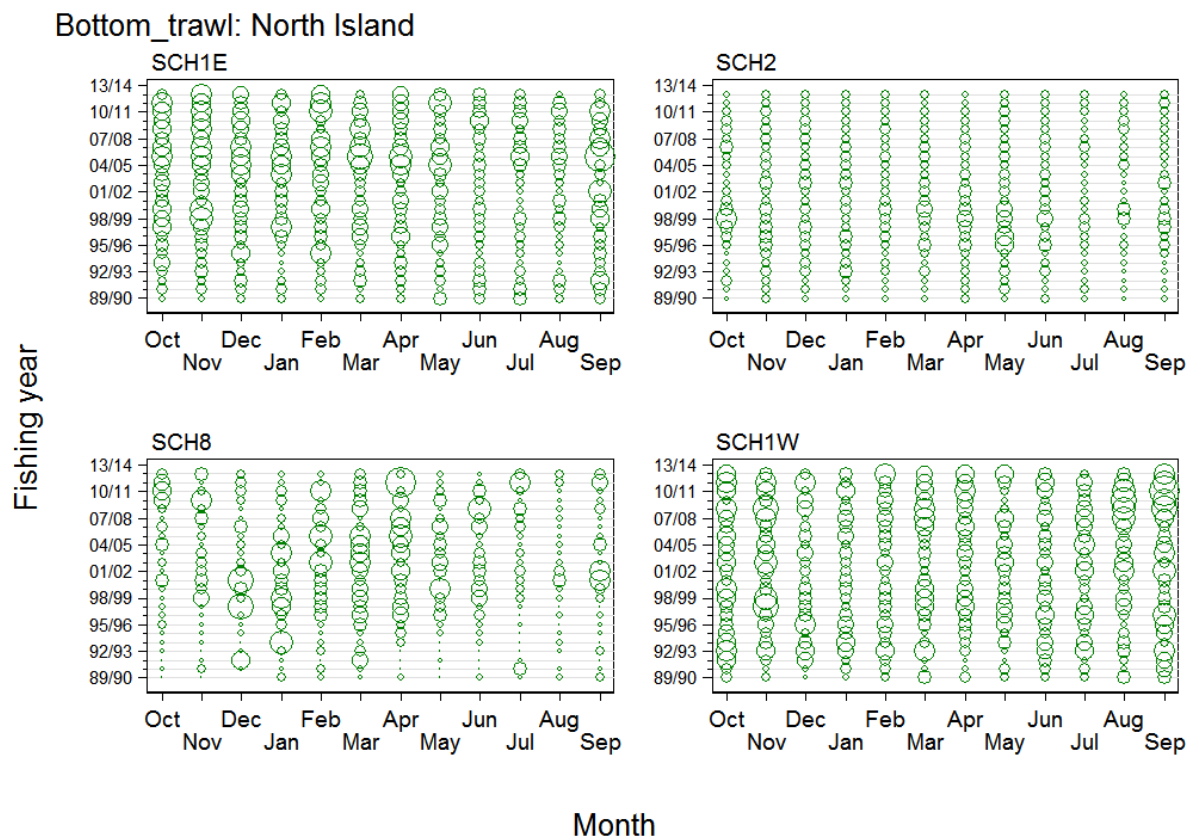 Bottom_trawl: North Island
SCH1E
13/14
10/11
07/08
04/05
01/02
98/99
95/96
92/93
89/90
Oct Dec Feb Apr Jun Aug
Nov Jan Mar May Jul Sep
SCH2
13/14
10/11
07/08
04/05
01/02
98/99
95/96
92/93
89/90
Oct Dec Feb Apr Jun Aug
Nov Jan Mar May Jul Sep
Fishing year
SCH8
13/14
10/11
07/08
04/05
01/02
98/99
95/96
92/93
89/90
Oct Dec Feb Apr Jun Aug
Nov Jan Mar May Jul Sep
SCH1W
13/14
10/11
07/08
04/05
01/02
98/99
95/96
92/93
89/90
Oct Dec Feb Apr Jun Aug
Nov Jan Mar May Jul Sep
Month